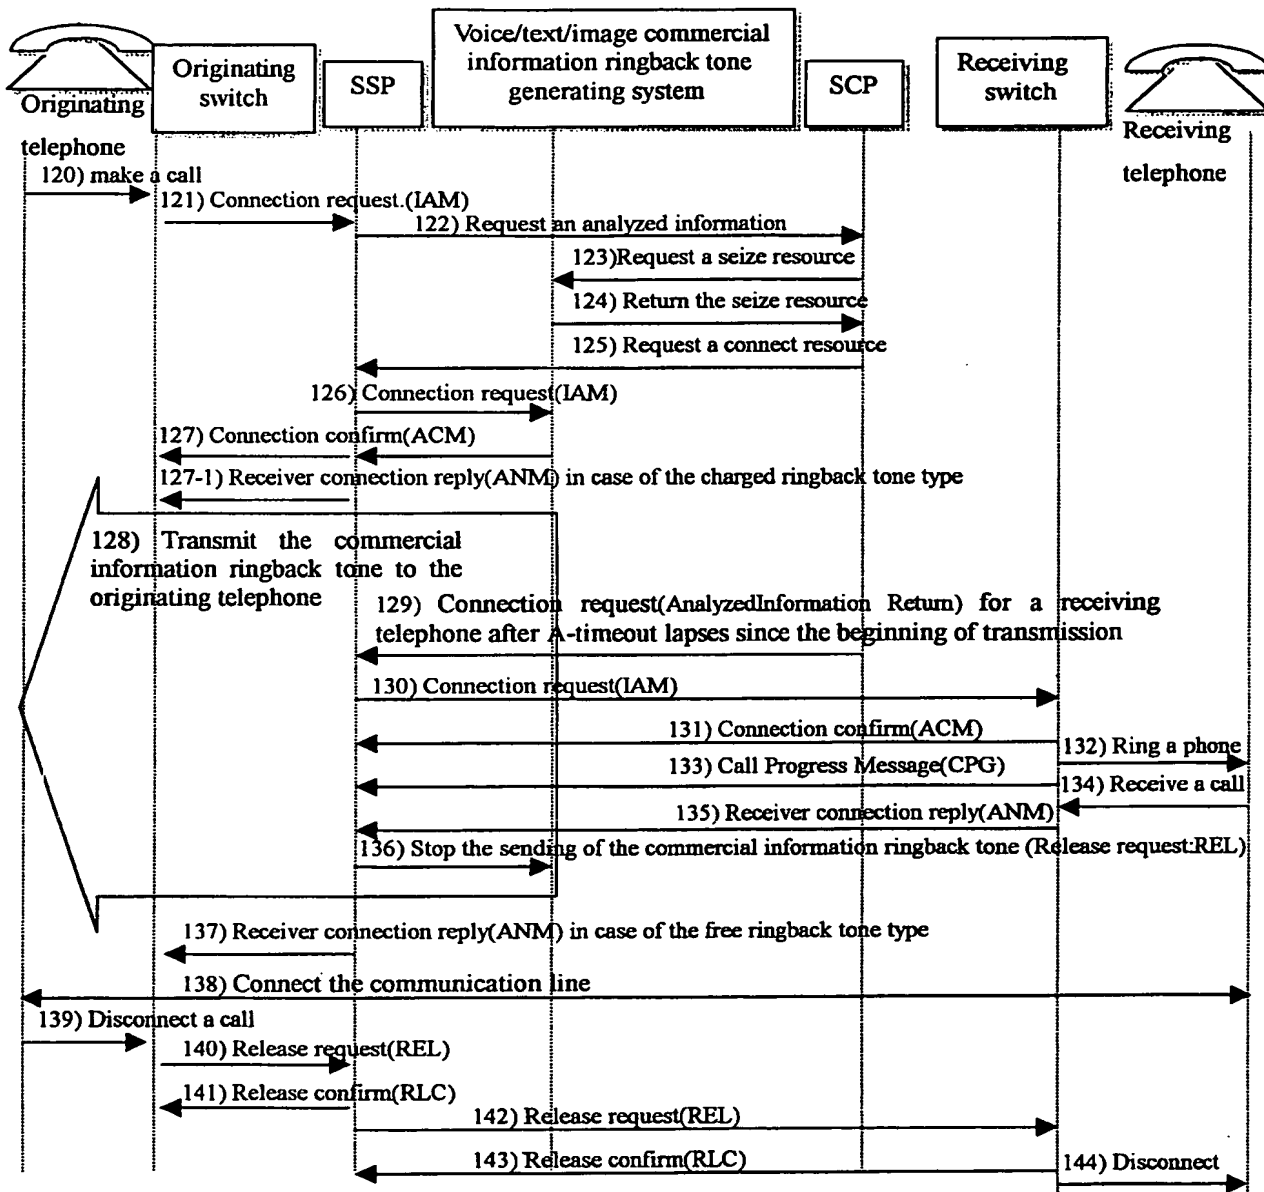 Voice/text/image commercial
information ringback tone
generating system
Originating
switch
SSP
SCP
Receiving
switch
Originating
telephone
Receiving
telephone
120) make a call
121) Connection request.(IAM)
122) Request an analyzed information
123)Request a seize resource
124) Return the seize resource
125) Request a connect resource
126) Connection request(IAM)
127) Connection confirm(ACM)
127-1) Receiver connection reply(ANM) in case of the charged ringback tone type
128) Transmit the commercial
information ringback tone to the
originating telephone
129) Connection request(AnalyzedInformation Return) for a receiving
telephone after A-timeout lapses since the beginning of transmission
130) Connection request(IAM)
131) Connection confirm(ACM)
132) Ring a phone
133) Call Progress Message(CPG)
134) Receive a call
135) Receiver connection reply(ANM)
136) Stop the sending of the commercial information ringback tone (Release request:REL)
137) Receiver connection reply(ANM) in case of the free ringback tone type
138) Connect the communication line
139) Disconnect a call
140) Release request(REL)
141) Release confirm(RLC)
142) Release request(REL)
143) Release confirm(RLC)
144) Disconnect